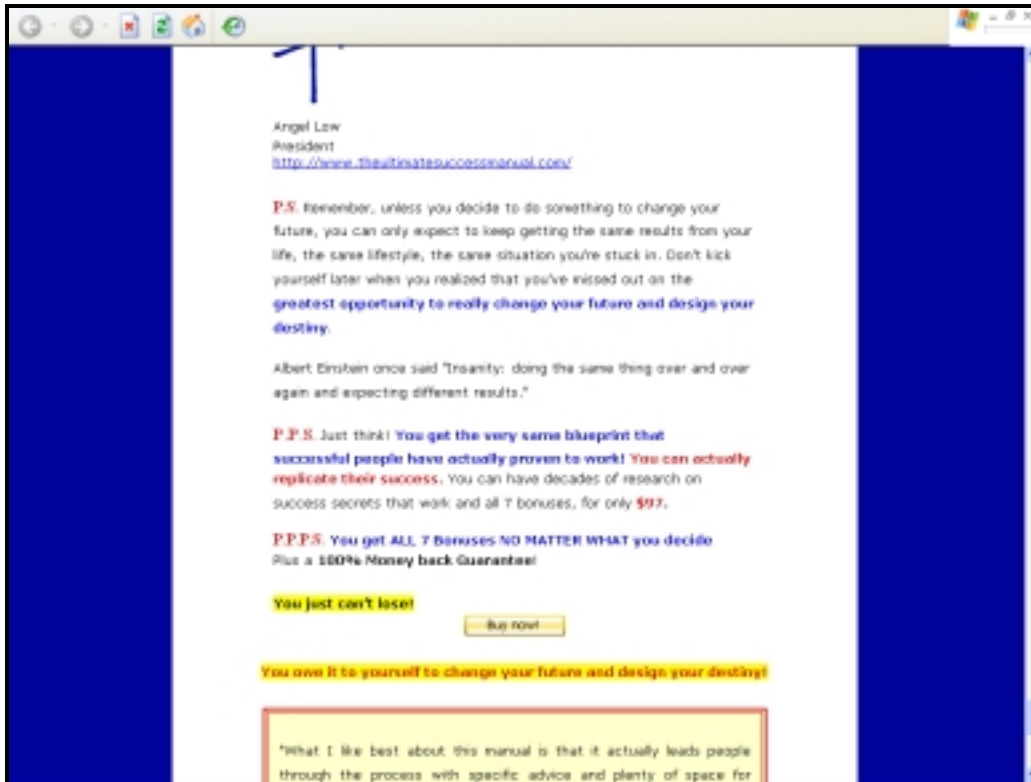 Angel Low
President
http://www.theultimatesuccessmanual.com/
P.S. Remember, unless you decide to do something to change your
future, you can only expect to keep getting the same results from your
life, the same lifestyle, the same situation you're stuck in. Don't kick
yourself later when you realized that you've missed out on the
greatest opportunity to really change your future and design your
destiny.
Albert Einstein once said "Insanity: doing the same thing over and over
again and expecting different results."
P.P.S. Just think! You get the very same blueprint that
successful people have actually proven to work! You can actually
replicate their success. You can have decades of research on
success secrets that work and all 7 bonuses, for only $97.
P.P.P.S. You get ALL 7 Bonuses NO MATTER WHAT you decide
Plus a 100% Money back Guarantee!
You just can't lose!
Buy now!
You owe it to yourself to change your future and design your destiny!
"What I like best about this manual is that it actually leads people
through the process with specific advice and plenty of space for